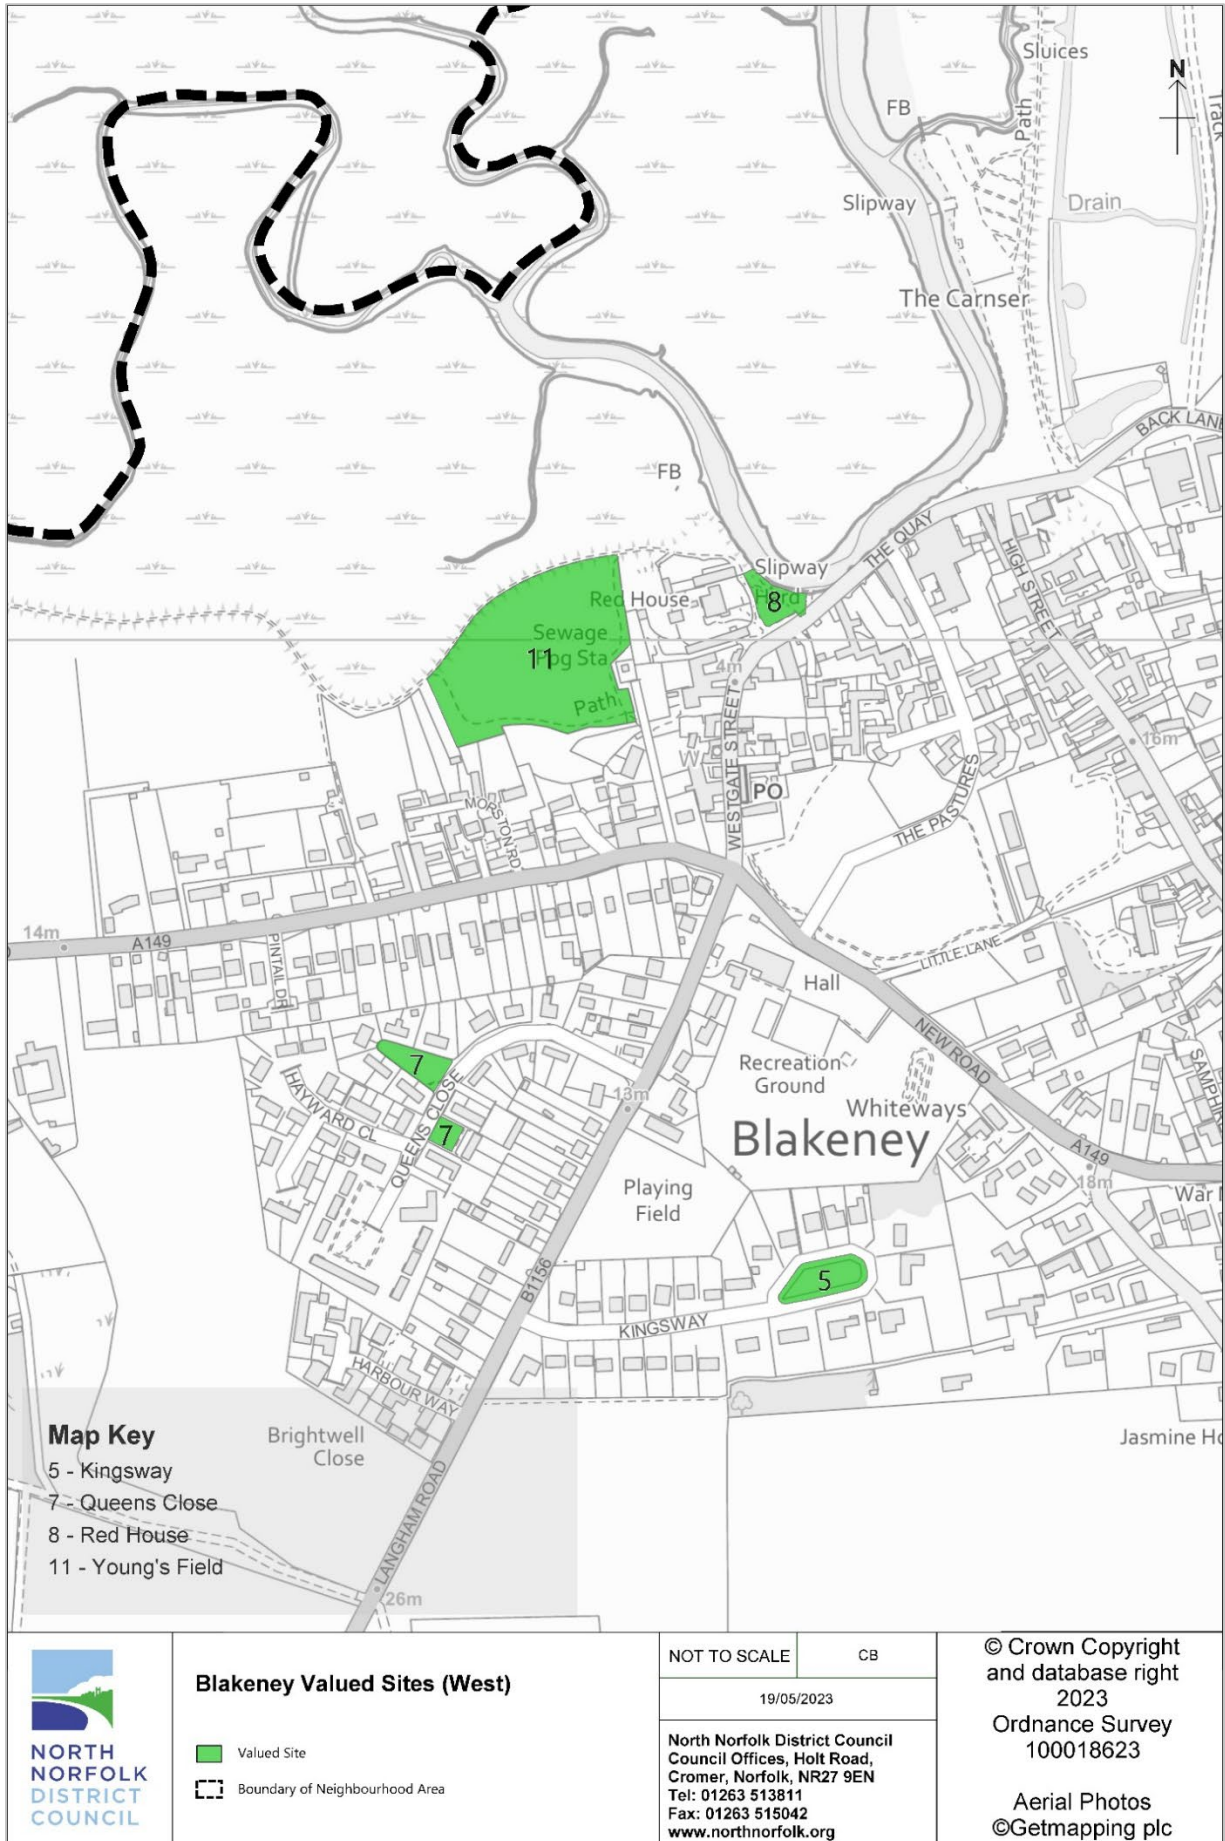 Sluices
N
FB
Path
Track
Slipway
Drain
The Carnser
BACK LANE
FB
THE QUAY
HIGH STREET
Slipway
Hard
8
Red House
Sewage
Ppg Sta
11
Path
4m
16m
WESTGATE STREET
PO
THE PASTURES
MORSTON RD
14m
A149
PINTAIL DR
LITTLE LANE
Hall
NEW ROAD
Recreation
Ground
SAMPHI
7
QUEENS CLOSE
HAYWARD CL
13m
Whiteways
Blakeney
7
A149
18m
War
Playing
Field
5
B1156
KINGSWAY
HARBOUR WAY
Brightwell
Close
Jasmine Ho
LANGHAM ROAD
26m
Map Key
5 - Kingsway
7 - Queens Close
8 - Red House
11 - Young's Field
NORTH
NORFOLK
DISTRICT
COUNCIL
Blakeney Valued Sites (West)
Valued Site
Boundary of Neighbourhood Area
NOT TO SCALE
CB
19/05/2023
North Norfolk District Council
Council Offices, Holt Road,
Cromer, Norfolk, NR27 9EN
Tel: 01263 513811
Fax: 01263 515042
www.northnorfolk.org
© Crown Copyright
and database right
2023
Ordnance Survey
100018623
Aerial Photos
©Getmapping plc